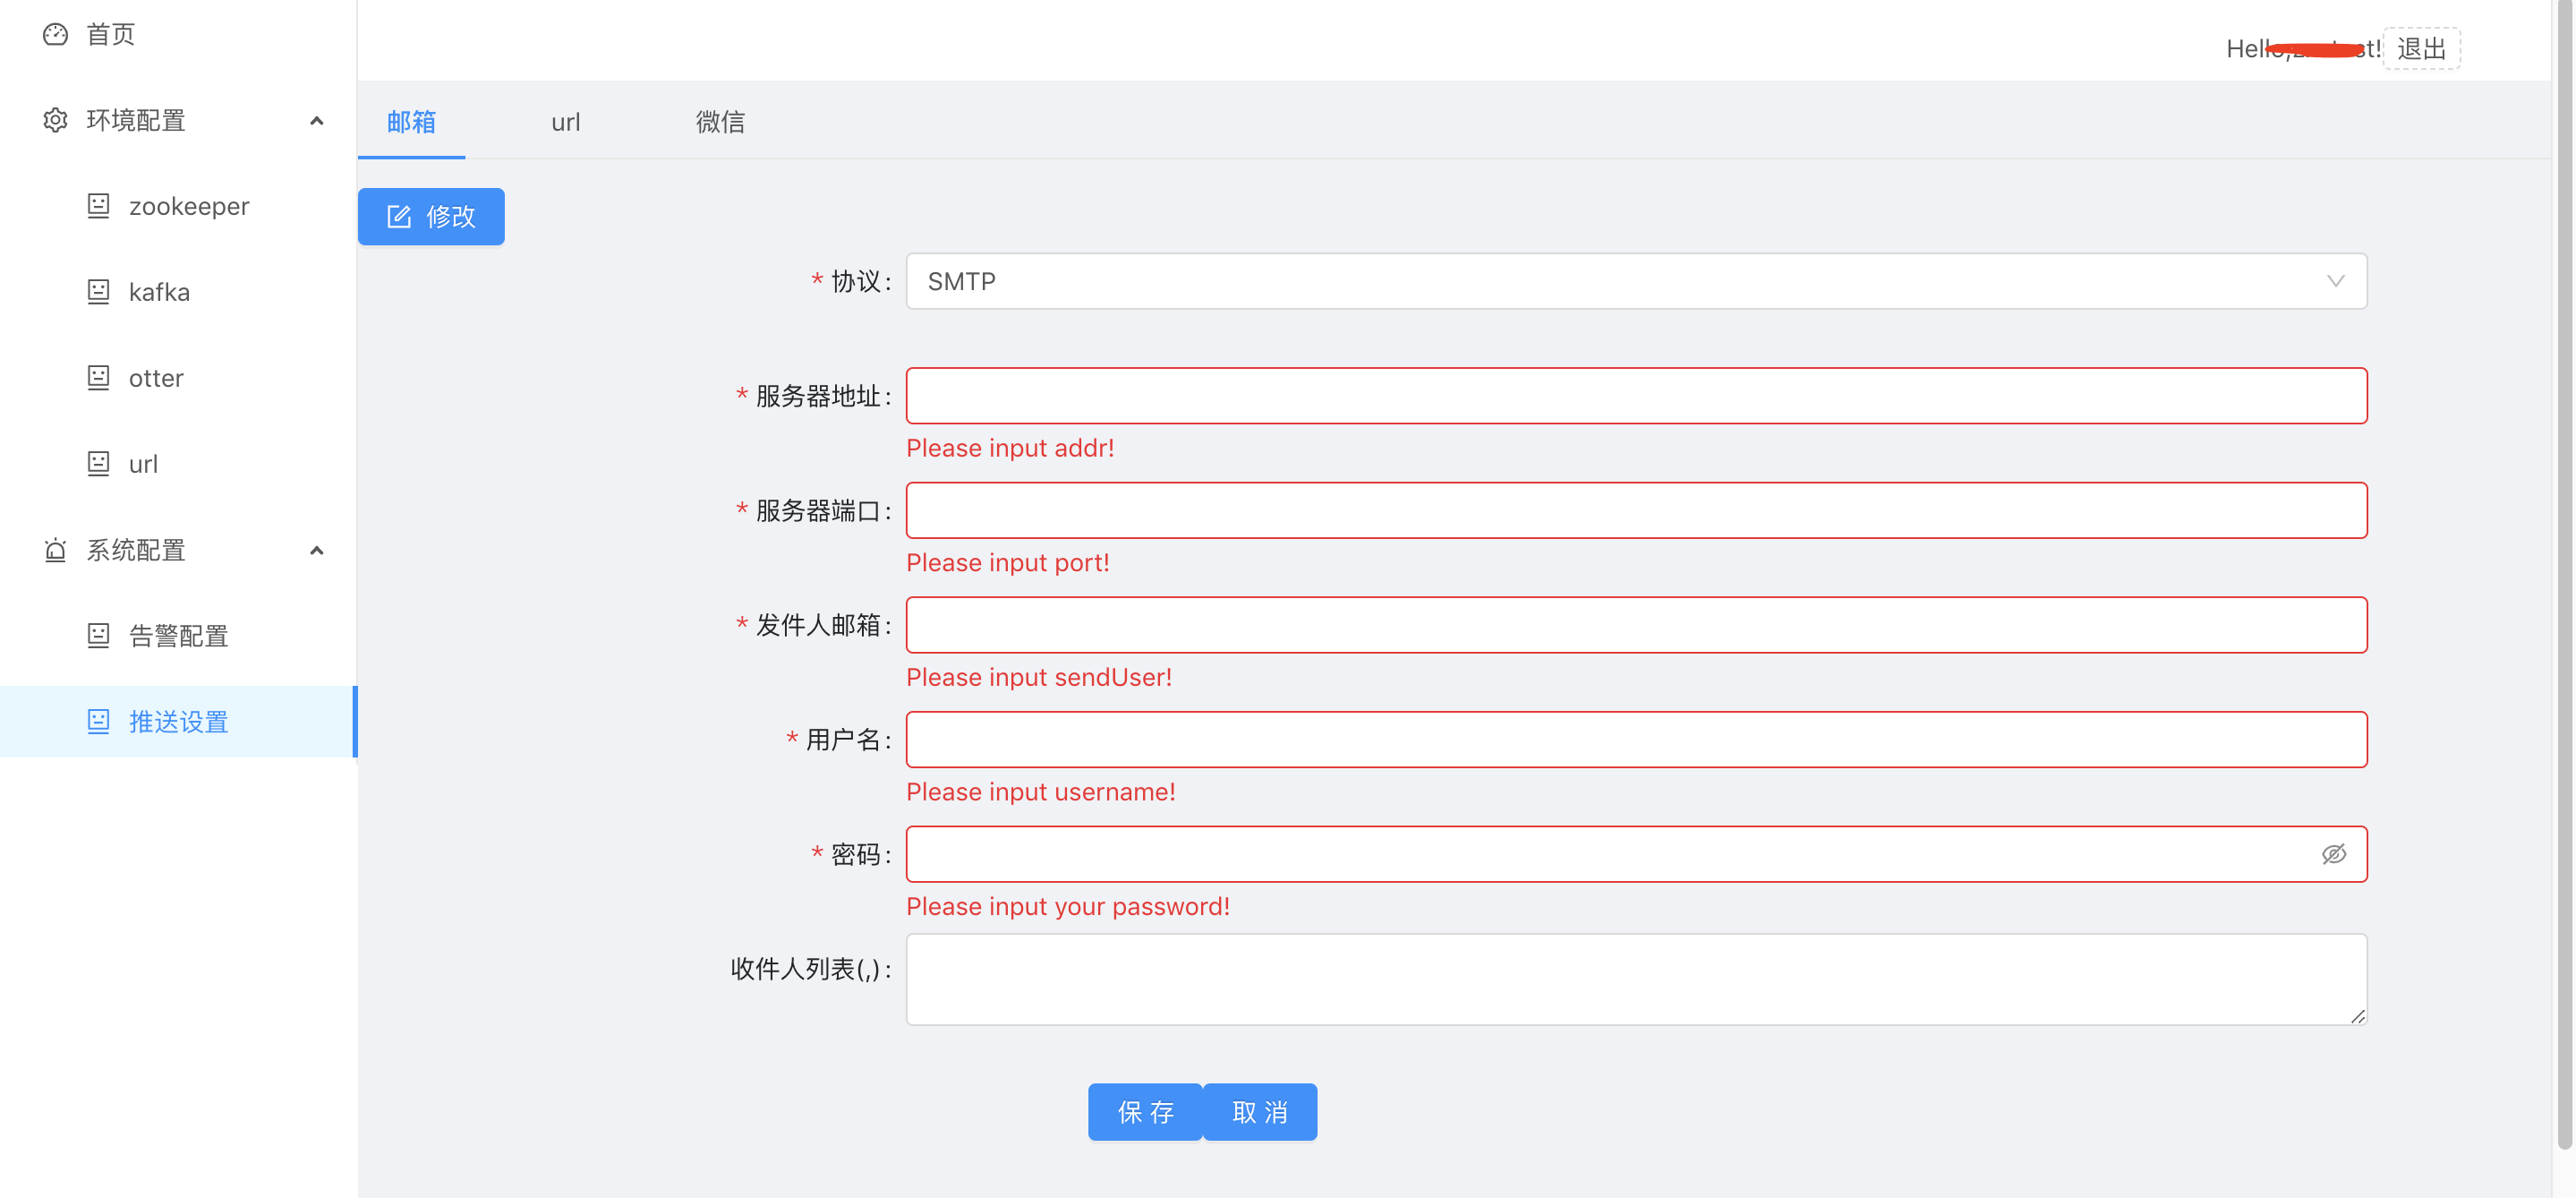 首页
环境配置
zookeeper
kafka
otter
url
系统配置
告警配置
推送设置
退出
邮箱
url
微信
修改
* 协议:
SMTP
* 服务器地址:
Please input addr!
* 服务器端口:
Please input port!
* 发件人邮箱:
Please input sendUser!
* 用户名:
Please input username!
* 密码:
Please input your password!
收件人列表(,):
保 存
取 消